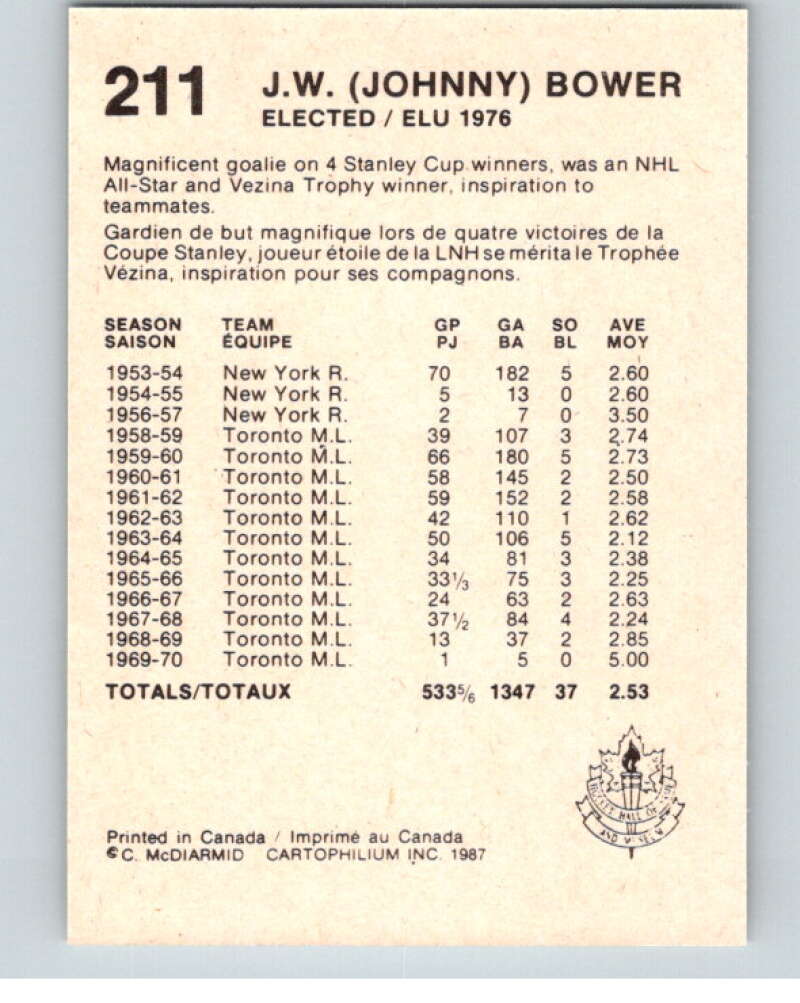 211 J.W. (JOHNNY) BOWER
ELECTED / ELU 1976
Magnificent goalie on 4 Stanley Cup winners, was an NHL
All-Star and Vezina Trophy winner, inspiration to
teammates.
Gardien de but magnifique lors de quatre victoires de la
Coupe Stanley, joueur étoile de la LNH se mérita le Trophée
Vézina, inspiration pour ses compagnons.
SEASON TEAM GP GA SO AVE
SAISON ÉQUIPE PJ BA BL MOY
1953-54 New York R. 70 182 5 2.60
1954-55 New York R. 5 13 0 2.60
1956-57 New York R. 2 7 0 3.50
1958-59 Toronto M.L. 39 107 3 2.74
1959-60 Toronto M.L. 66 180 5 2.73
1960-61 Toronto M.L. 58 145 2 2.50
1961-62 Toronto M.L. 59 152 2 2.58
1962-63 Toronto M.L. 42 110 1 2.62
1963-64 Toronto M.L. 50 106 5 2.12
1964-65 Toronto M.L. 34 81 3 2.38
1965-66 Toronto M.L. 33⅓ 75 3 2.25
1966-67 Toronto M.L. 24 63 2 2.63
1967-68 Toronto M.L. 37½ 84 4 2.24
1968-69 Toronto M.L. 13 37 2 2.85
1969-70 Toronto M.L. 1 5 0 5.00
TOTALS/TOTAUX 533⅚ 1347 37 2.53
HOCKEY HALL OF FAME
AND MUSEUM
Printed in Canada / Imprimé au Canada
©C. McDIARMID CARTOPHILIUM INC. 1987